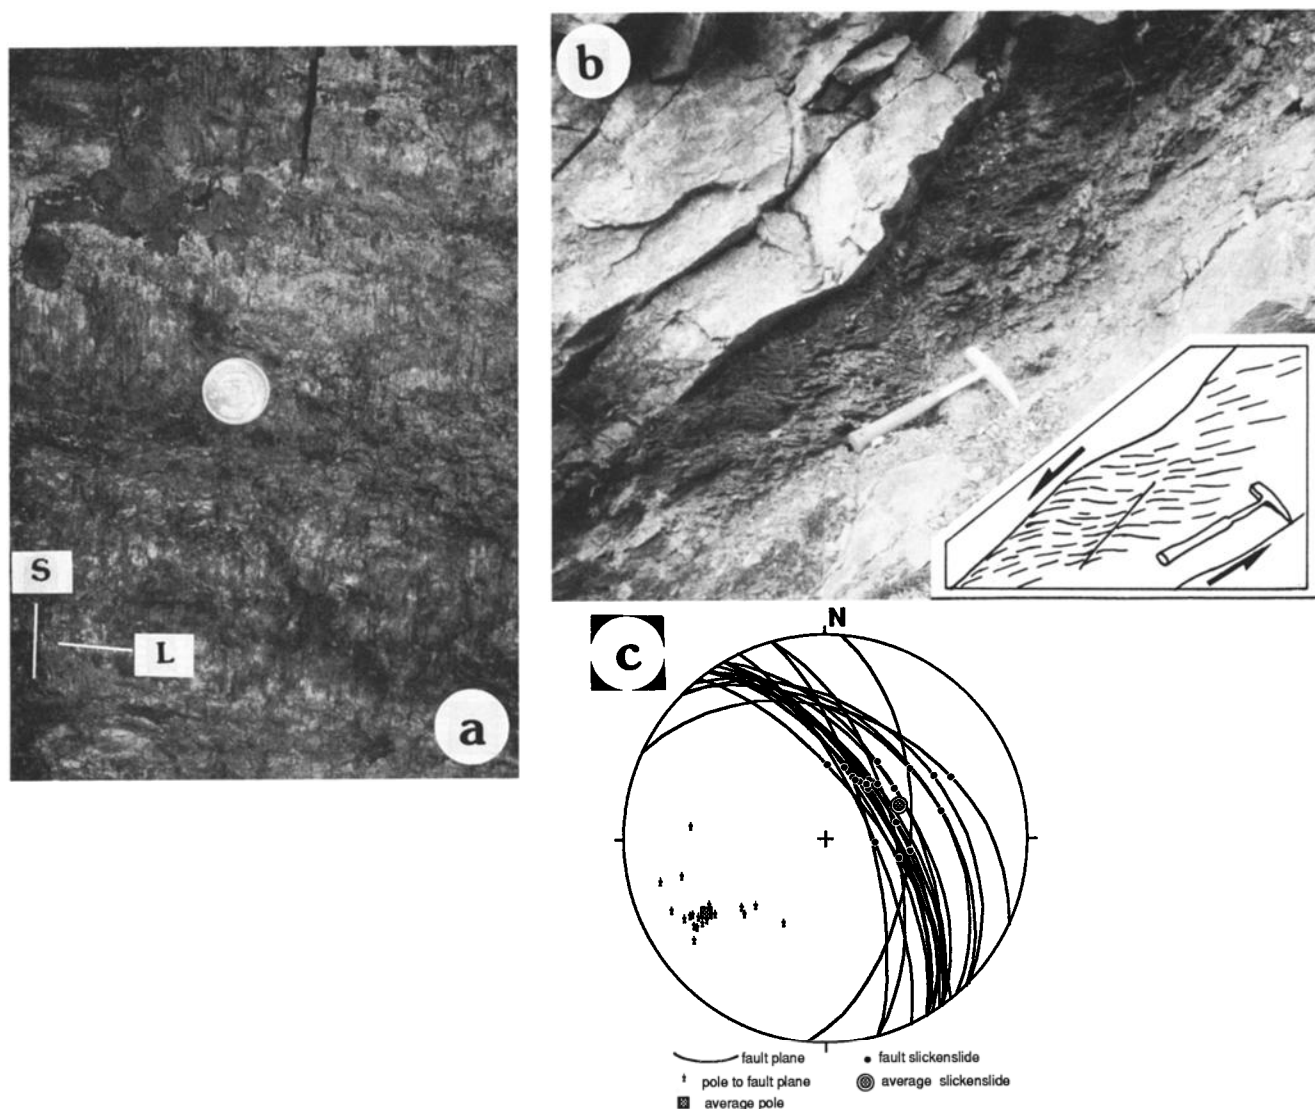 a
S
L
b
c
N
fault plane
fault slickenslide
pole to fault plane
average slickenslide
average pole